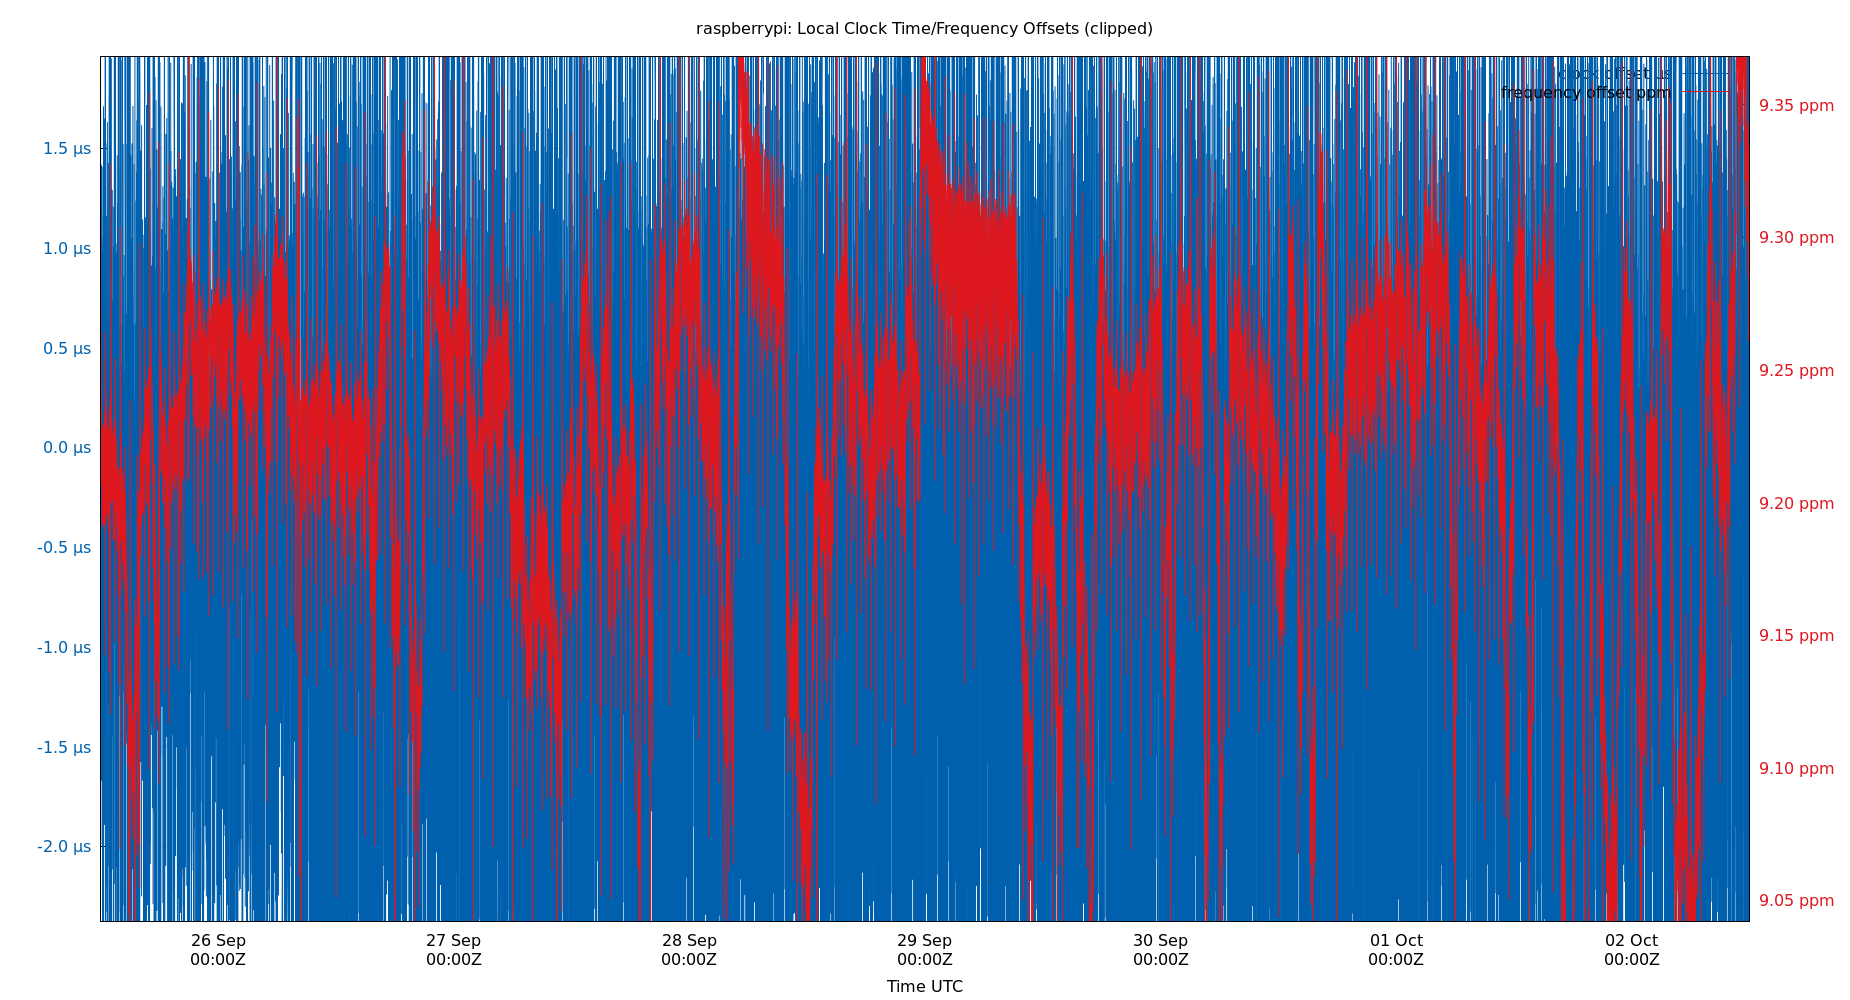 raspberrypi: Local Clock Time/Frequency Offsets (clipped)
clock offset µs
frequency offset ppm
1.5 µs
1.0 µs
0.5 µs
0.0 µs
-0.5 µs
-1.0 µs
-1.5 µs
-2.0 µs
9.35 ppm
9.30 ppm
9.25 ppm
9.20 ppm
9.15 ppm
9.10 ppm
9.05 ppm
26 Sep
00:00Z
27 Sep
00:00Z
28 Sep
00:00Z
29 Sep
00:00Z
30 Sep
00:00Z
01 Oct
00:00Z
02 Oct
00:00Z
Time UTC